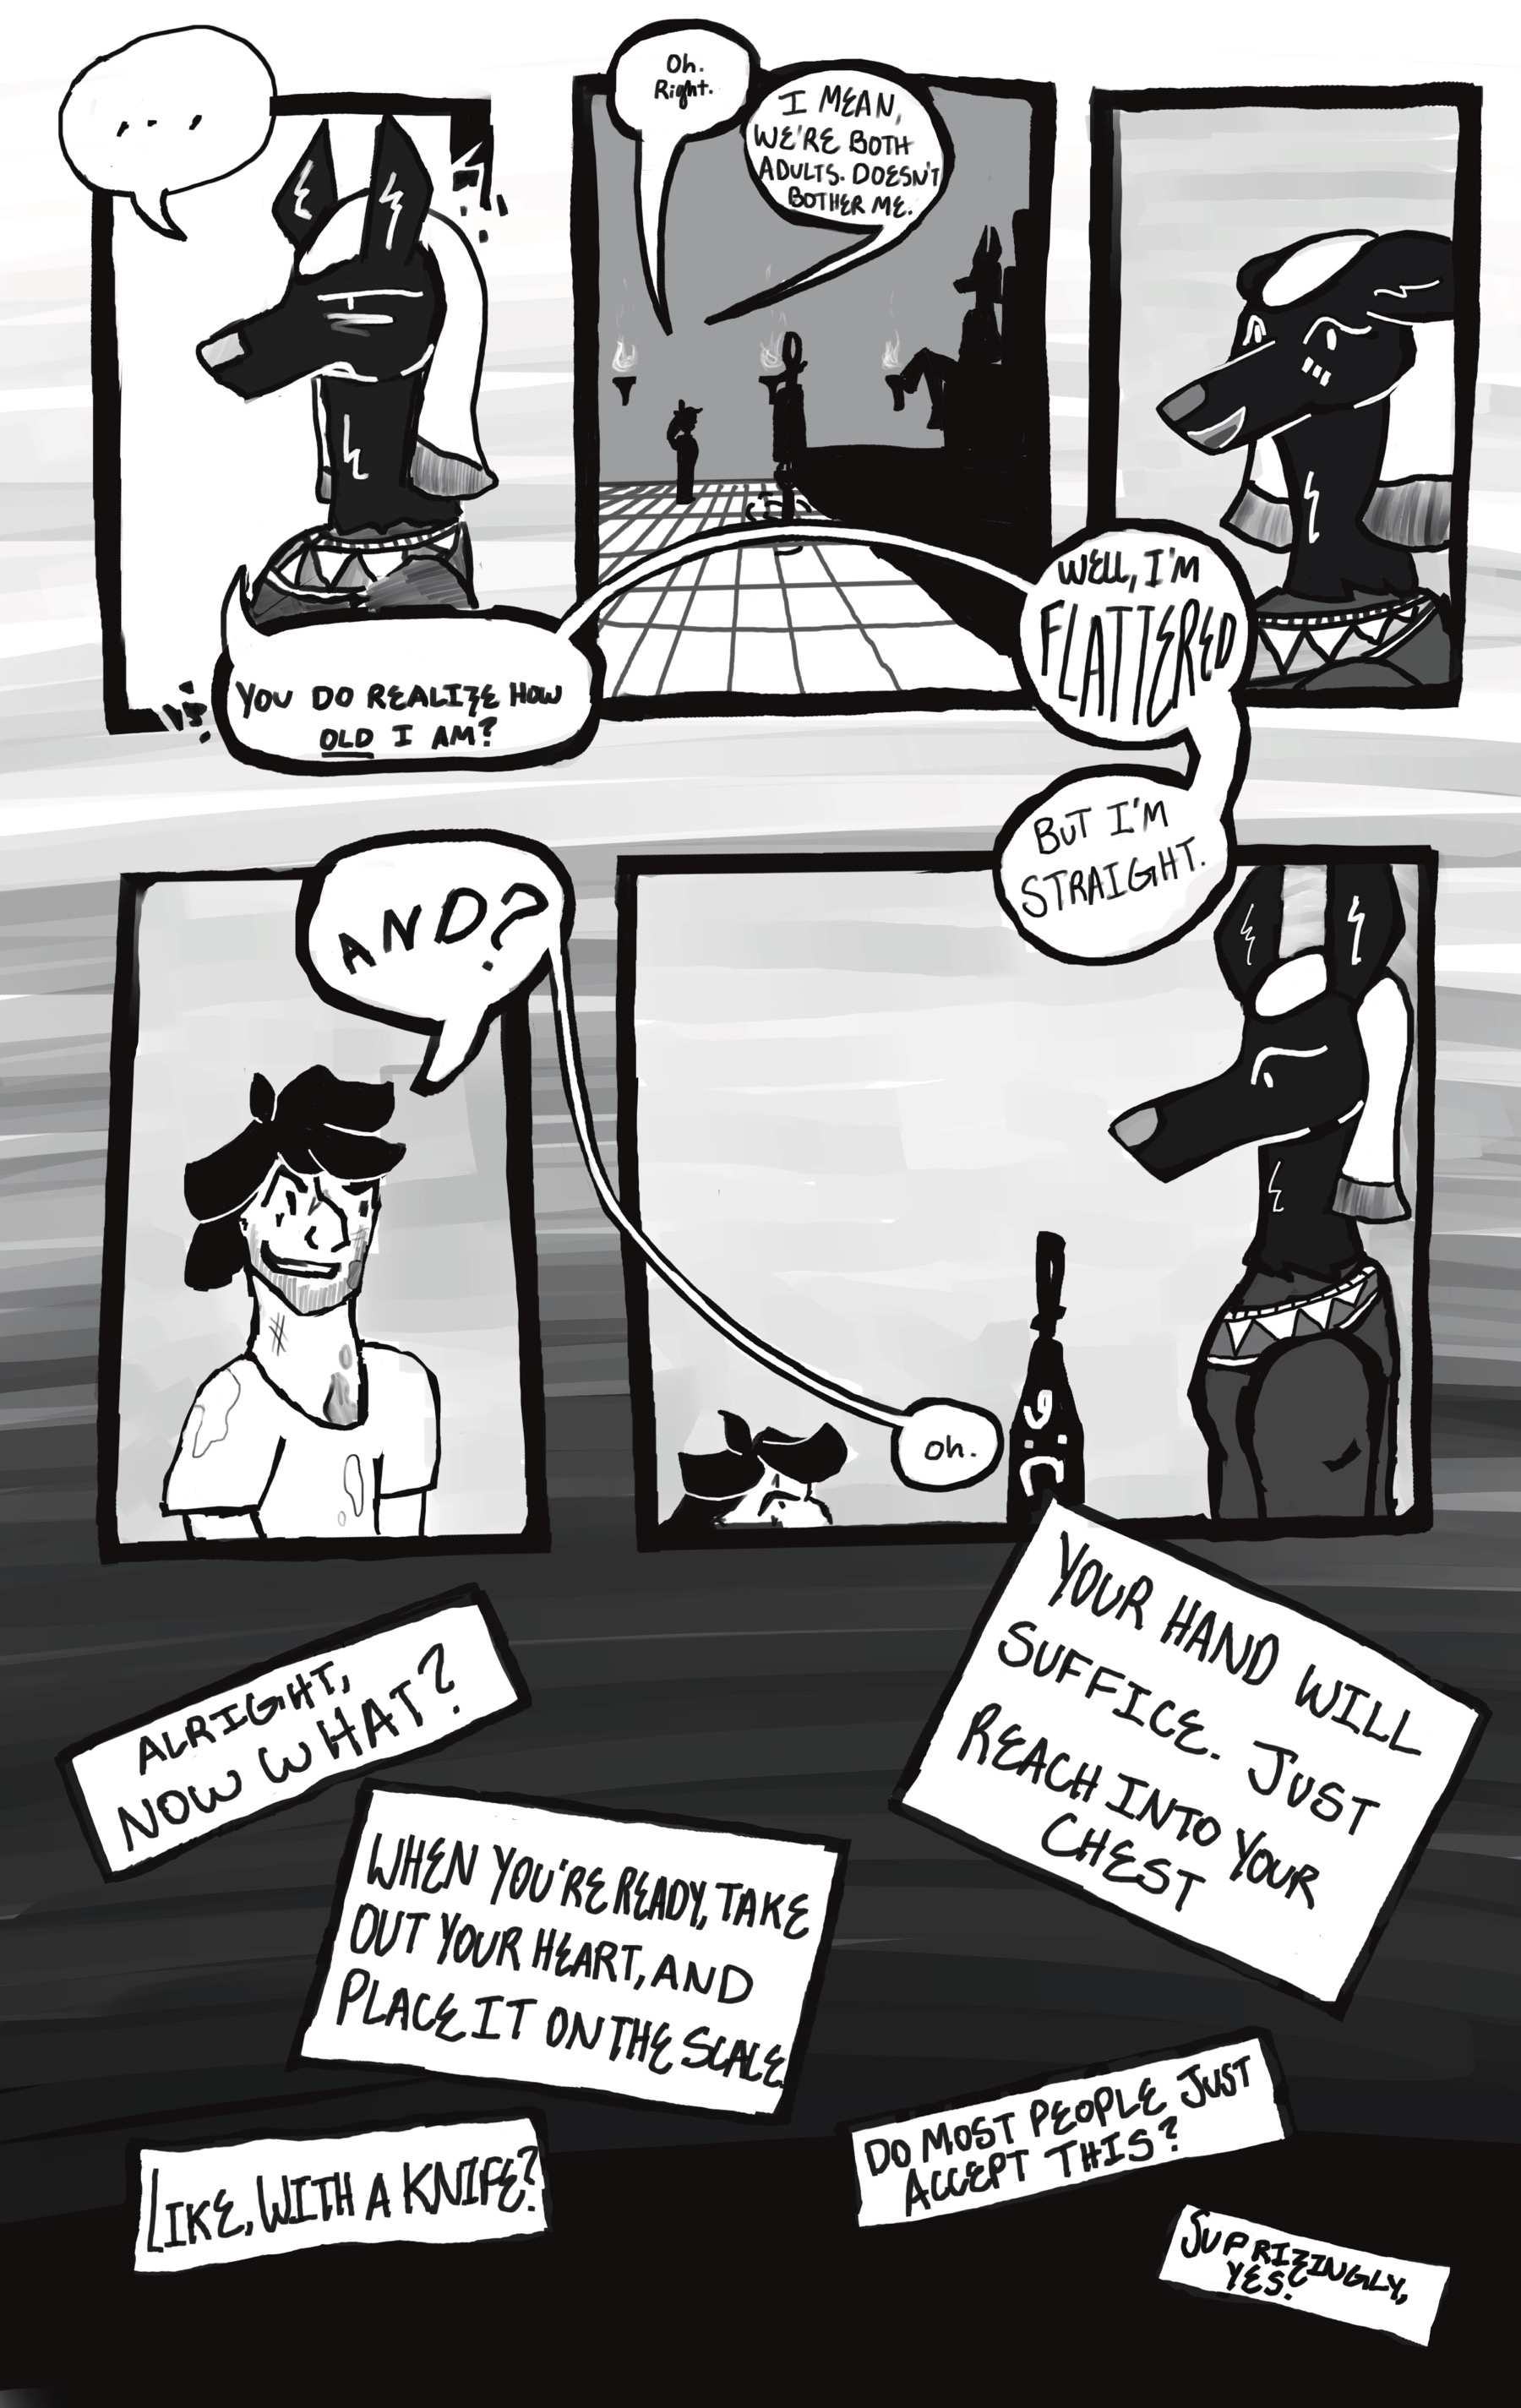 ...
Oh.
Right.
I MEAN,
WE'RE BOTH
ADULTS. DOESN'T
BOTHER ME.
YOU DO REALIZE HOW
OLD I AM?
WELL, I'M
FLATTERED
BUT I'M
STRAIGHT.
AND?
Oh.
ALRIGHT,
NOW WHAT?
WHEN YOU'RE READY, TAKE
OUT YOUR HEART, AND
PLACE IT ON THE SCALE
LIKE, WITH A KNIFE?
YOUR HAND WILL
SUFFICE. JUST
REACH INTO YOUR
CHEST
DO MOST PEOPLE JUST
ACCEPT THIS?
SUPRIZINGLY,
YES.